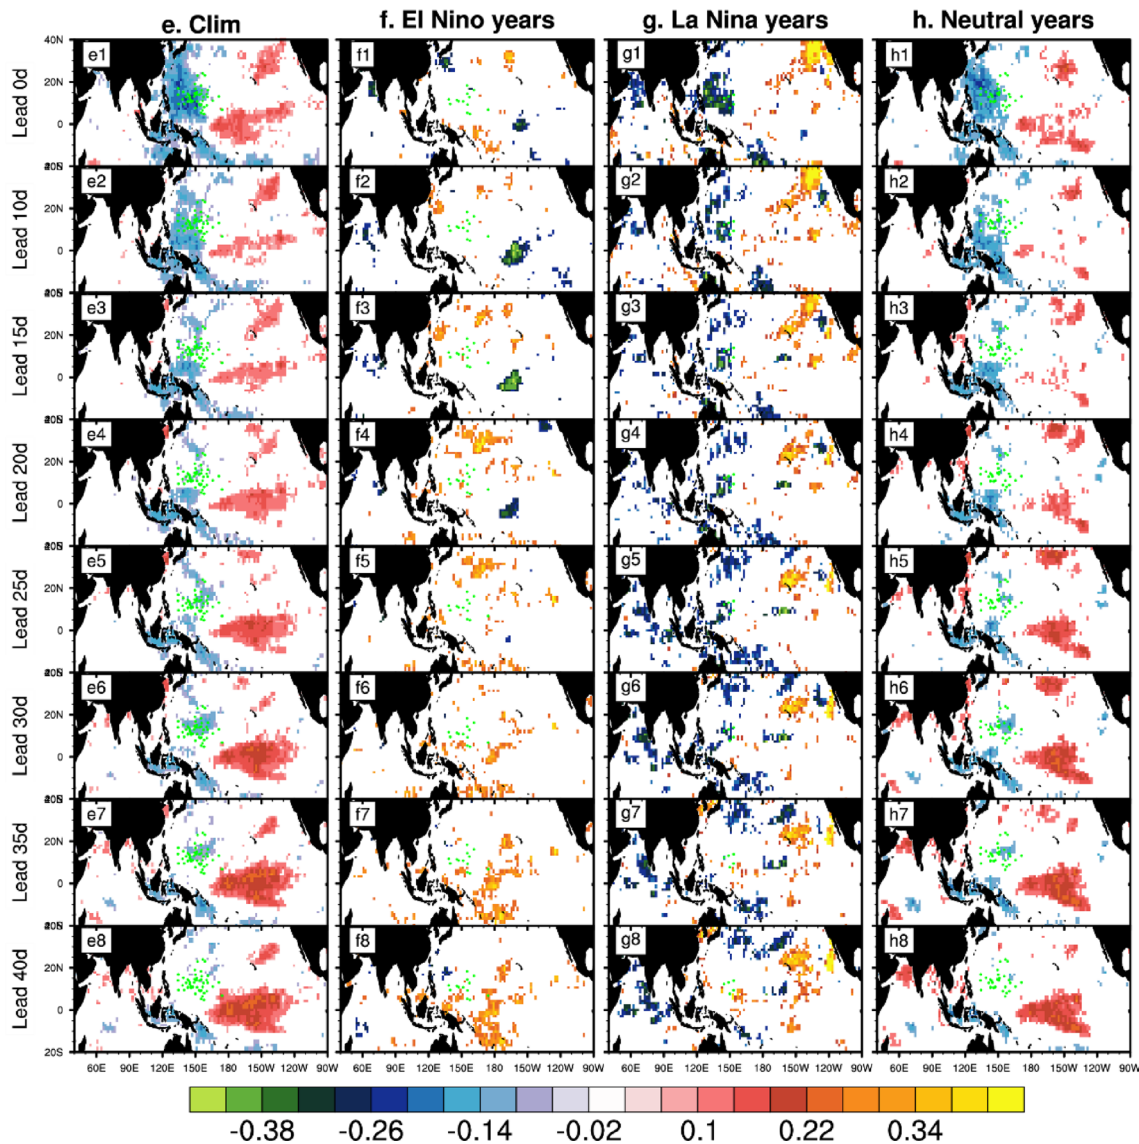 e. Clim f. El Nino years g. La Nina years h. Neutral years
Lead 0d 40N 20N 0 e1 f1 g1 h1
Lead 10d 20N 0 e2 f2 g2 h2
Lead 15d 20N 0 e3 f3 g3 h3
Lead 20d 20N 0 e4 f4 g4 h4
Lead 25d 20N 0 e5 f5 g5 h5
Lead 30d 20N 0 e6 f6 g6 h6
Lead 35d 20N 0 e7 f7 g7 h7
Lead 40d 20N 0 20S e8 f8 g8 h8
60E 90E 120E 150E 180 150W 120W 90W 60E 90E 120E 150E 180 150W 120W 90W 60E 90E 120E 150E 180 150W 120W 90W 60E 90E 120E 150E 180 150W 120W 90W
-0.38 -0.26 -0.14 -0.02 0.1 0.22 0.34